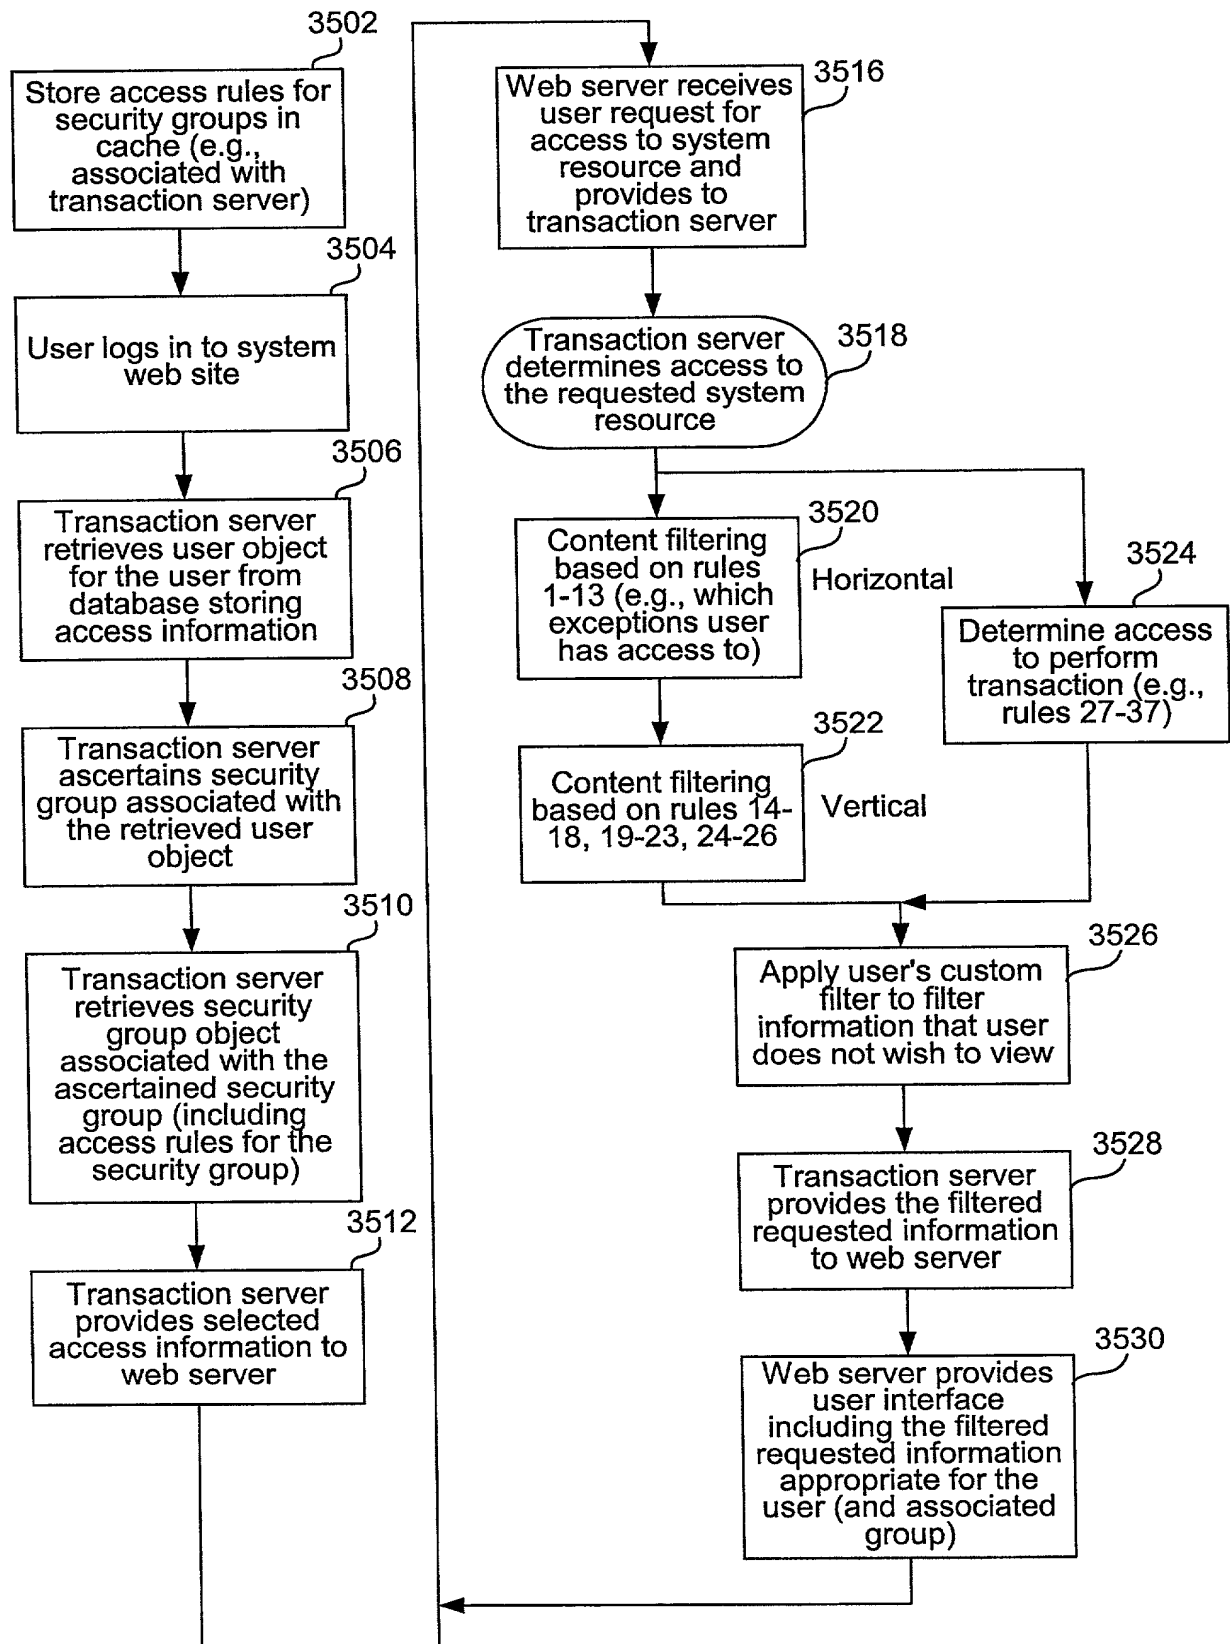 3502
Store access rules for
security groups in
cache (e.g.,
associated with
transaction server)
3504
User logs in to system
web site
3506
Transaction server
retrieves user object
for the user from
database storing
access information
3508
Transaction server
ascertains security
group associated with
the retrieved user
object
3510
Transaction server
retrieves security
group object
associated with the
ascertained security
group (including
access rules for the
security group)
3512
Transaction server
provides selected
access information to
web server
3516
Web server receives
user request for
access to system
resource and
provides to
transaction server
3518
Transaction server
determines access to
the requested system
resource
3520
Content filtering
based on rules
1-13 (e.g., which
exceptions user
has access to)
Horizontal
3524
Determine access
to perform
transaction (e.g.,
rules 27-37)
3522
Content filtering
based on rules 14-
18, 19-23, 24-26
Vertical
3526
Apply user's custom
filter to filter
information that user
does not wish to view
3528
Transaction server
provides the filtered
requested information
to web server
3530
Web server provides
user interface
including the filtered
requested information
appropriate for the
user (and associated
group)